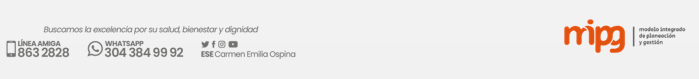 Buscamos la excelencia por su salud, bienestar y dignidad
LÍNEA AMIGA
863 2828
WHATSAPP
304 384 99 92
ESE Carmen Emilia Ospina
mipg
modelo integrado
de planeación
y gestión